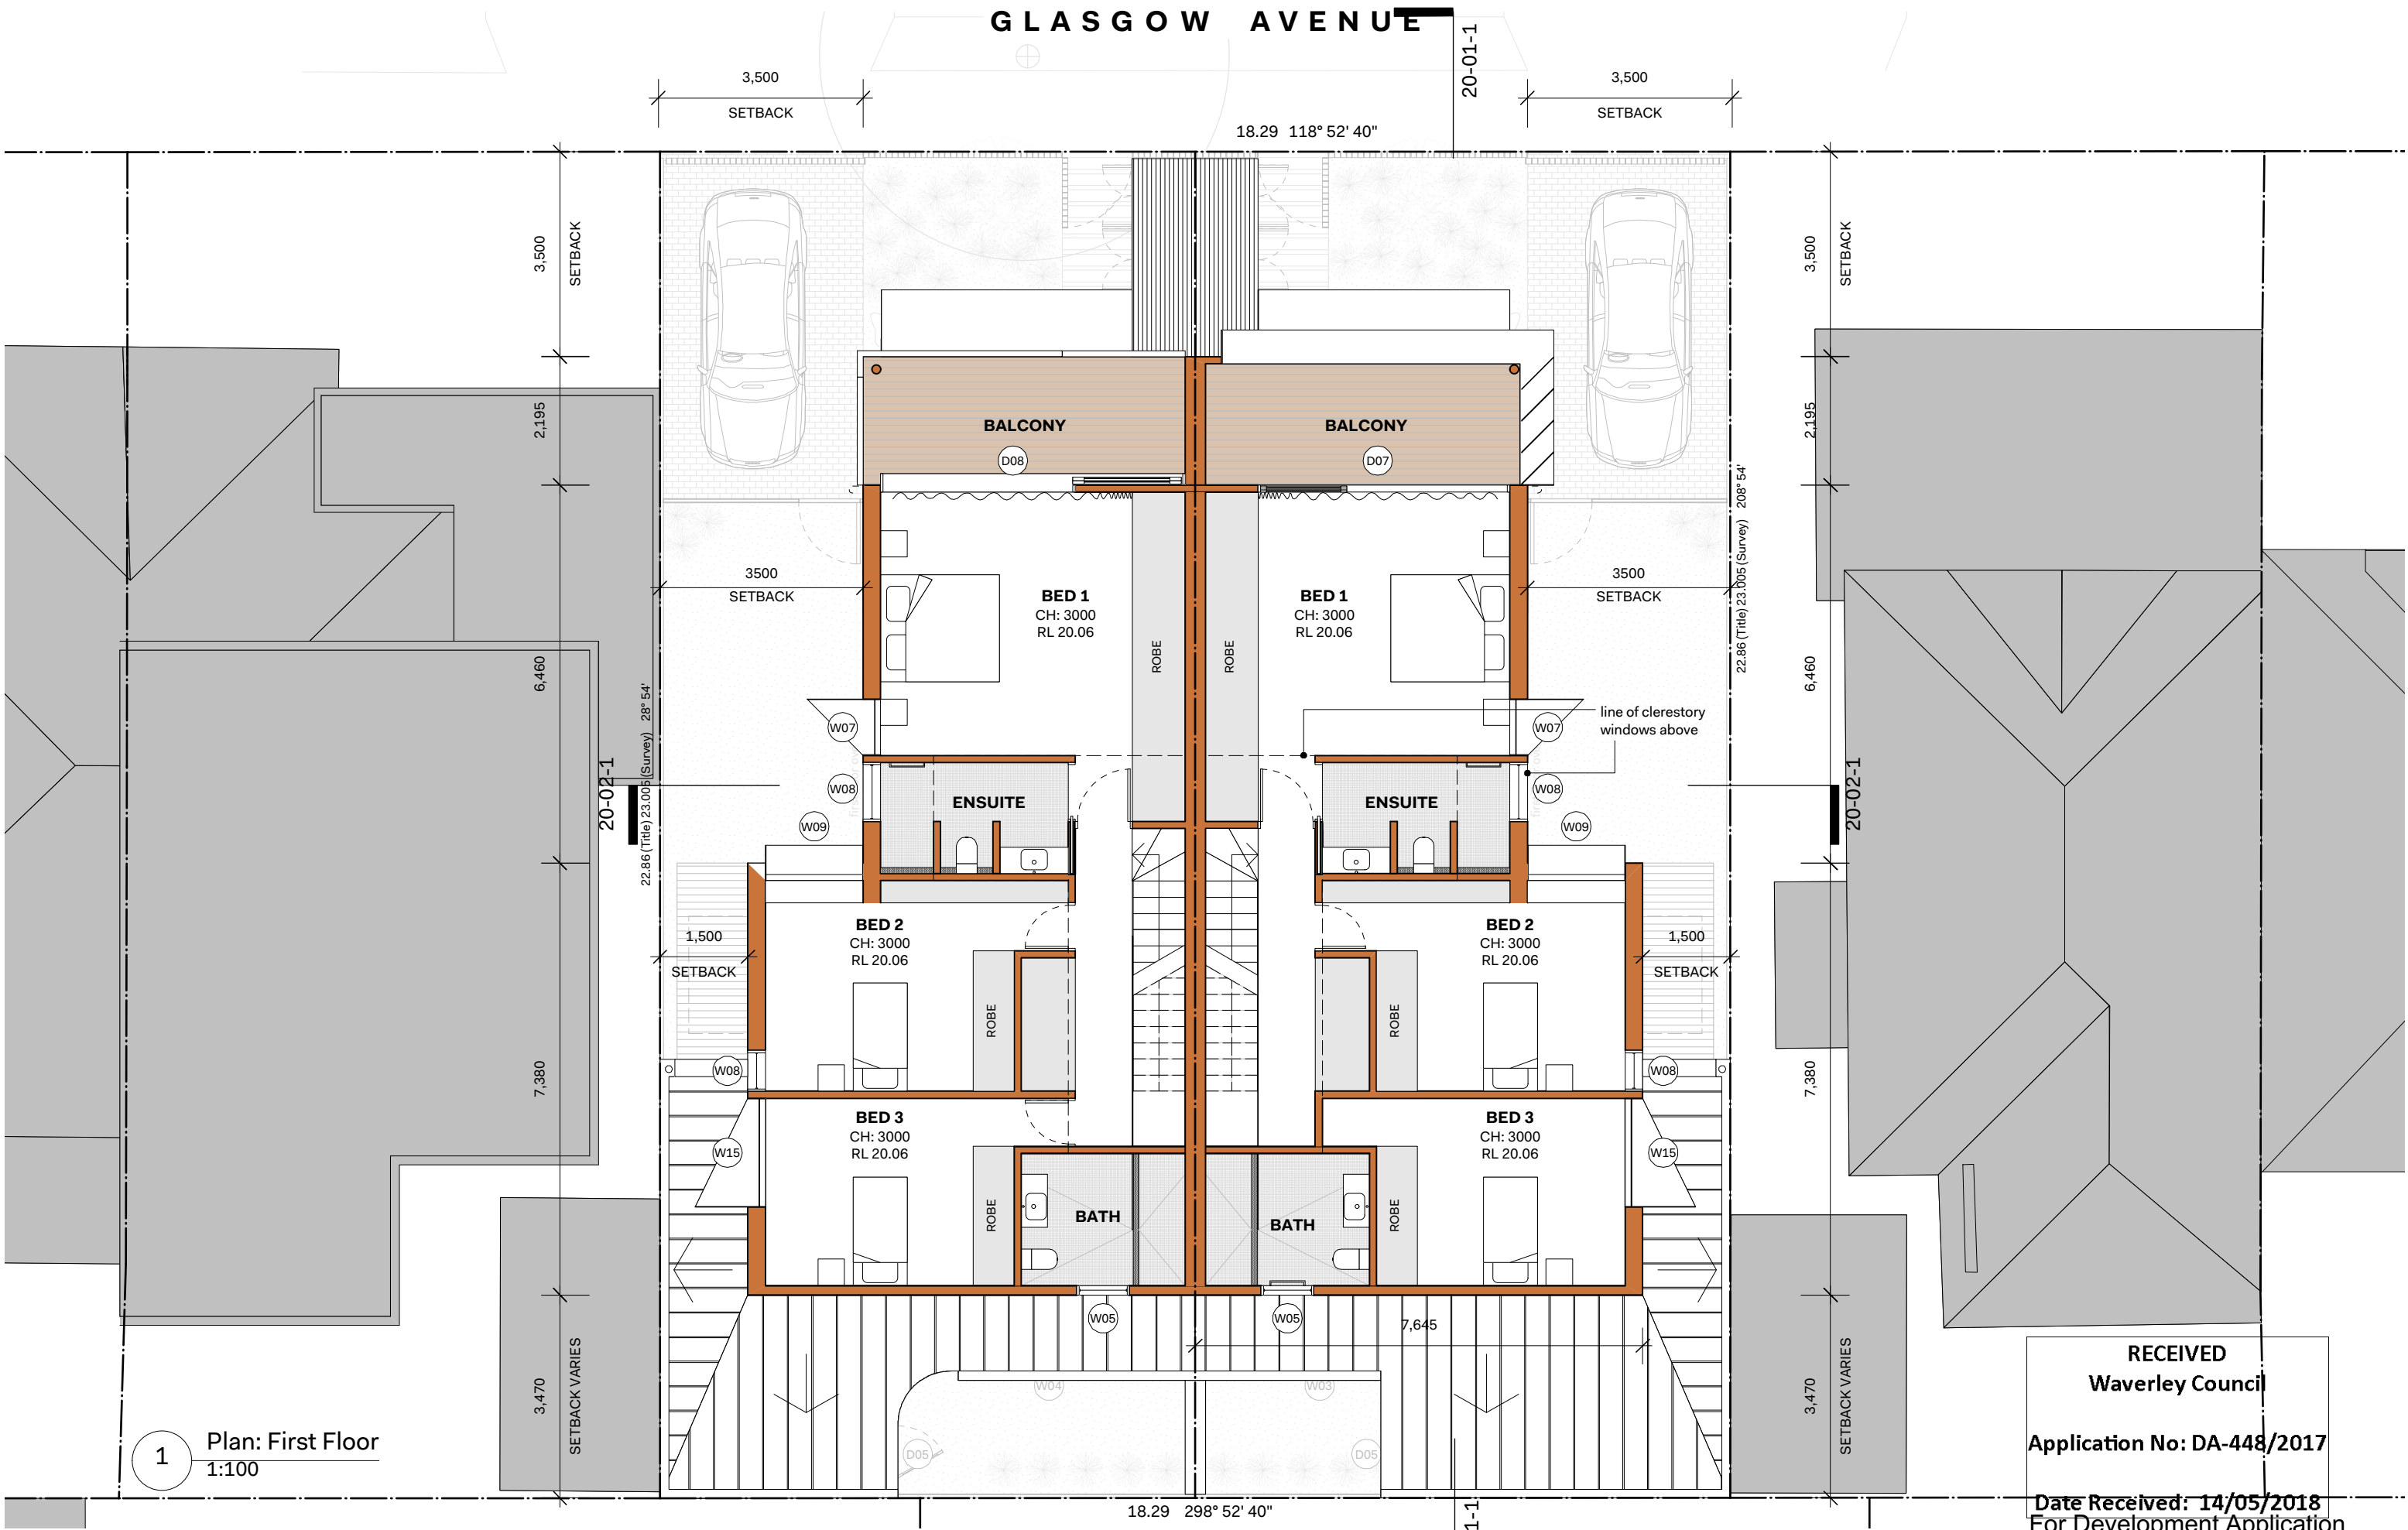 GLASGOW AVENUE
20-01-1
3,500
SETBACK
3,500
SETBACK
18.29 118° 52' 40"
3,500
SETBACK
3,500
SETBACK
2,195
2,195
BALCONY
D08
BALCONY
D07
22.86 (Title) 23.005 (Survey) 208° 54'
3500
SETBACK
3500
SETBACK
BED 1
CH: 3000
RL 20.06
BED 1
CH: 3000
RL 20.06
ROBE
ROBE
6,460
6,460
22.86 (Title) 23.005 (Survey) 28° 54'
line of clerestory
windows above
W07
W07
20-02-1
20-02-1
W08
W08
ENSUITE
ENSUITE
W09
W09
BED 2
CH: 3000
RL 20.06
BED 2
CH: 3000
RL 20.06
1,500
SETBACK
1,500
SETBACK
ROBE
ROBE
W08
W08
7,380
7,380
BED 3
CH: 3000
RL 20.06
BED 3
CH: 3000
RL 20.06
W15
W15
ROBE
ROBE
BATH
BATH
W05
W05
7,645
W04
W03
3,470
SETBACK VARIES
3,470
SETBACK VARIES
D05
D05
1
Plan: First Floor
1:100
18.29 298° 52' 40"
1-1
RECEIVED
Waverley Council
Application No: DA-448/2017
Date Received: 14/05/2018
For Development Application